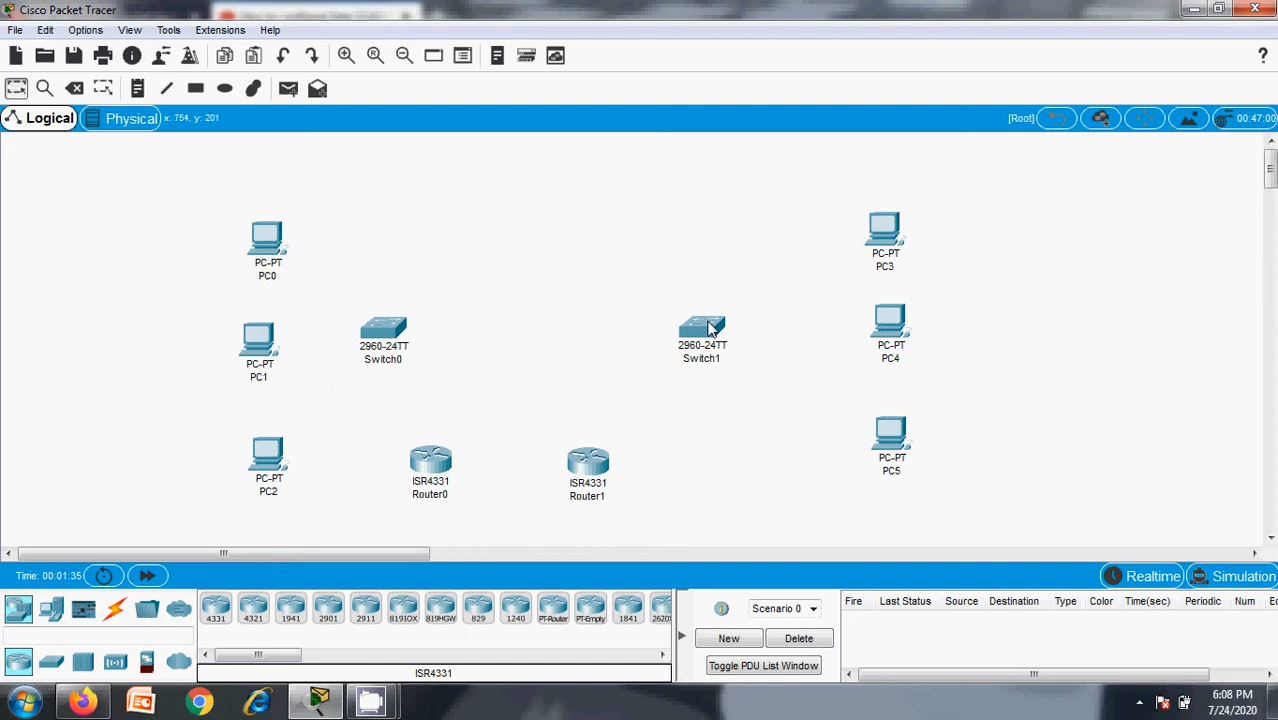 Cisco Packet Tracer
File Edit Options View Tools Extensions Help
?
Logical
Physical
x: 754, y: 201
[Root]
00:47:00
PC-PT
PC0
PC-PT
PC3
PC-PT
PC1
2960-24TT
Switch0
2960-24TT
Switch1
PC-PT
PC4
PC-PT
PC2
ISR4331
Router0
ISR4331
Router1
PC-PT
PC5
Time: 00:01:35
Realtime
Simulation
4331 4321 1941 2901 2911 819IOX 819HGW 829 1240 PT-Router PT-Empty 1841 2620X
ISR4331
Scenario 0
New
Delete
Toggle PDU List Window
Fire Last Status Source Destination Type Color Time(sec) Periodic Num
6:08 PM
7/24/2020